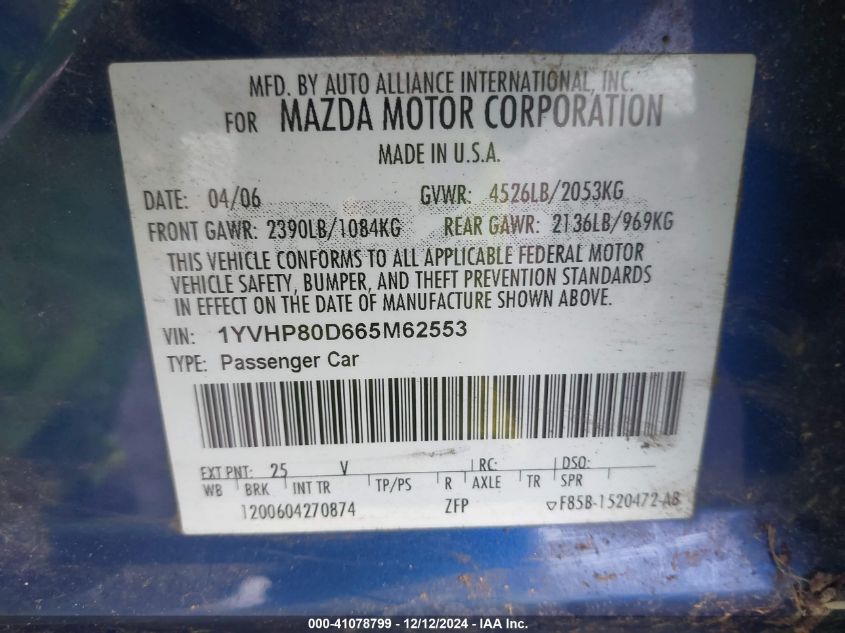 MFD. BY AUTO ALLIANCE INTERNATIONAL, INC.
FOR MAZDA MOTOR CORPORATION
MADE IN U.S.A.
DATE: 04/06 GVWR: 4526LB/2053KG
FRONT GAWR: 2390LB/1084KG REAR GAWR: 2136LB/969KG
THIS VEHICLE CONFORMS TO ALL APPLICABLE FEDERAL MOTOR
VEHICLE SAFETY, BUMPER, AND THEFT PREVENTION STANDARDS
IN EFFECT ON THE DATE OF MANUFACTURE SHOWN ABOVE.
VIN: 1YVHP80D665M62553
TYPE: Passenger Car
EXT PNT: 25 V RC: DSO:
WB BRK INT TR TP/PS R AXLE TR SPR
1200604270874 ZFP F85B-1520472-AB
000-41078799 - 12/12/2024 - IAA Inc.